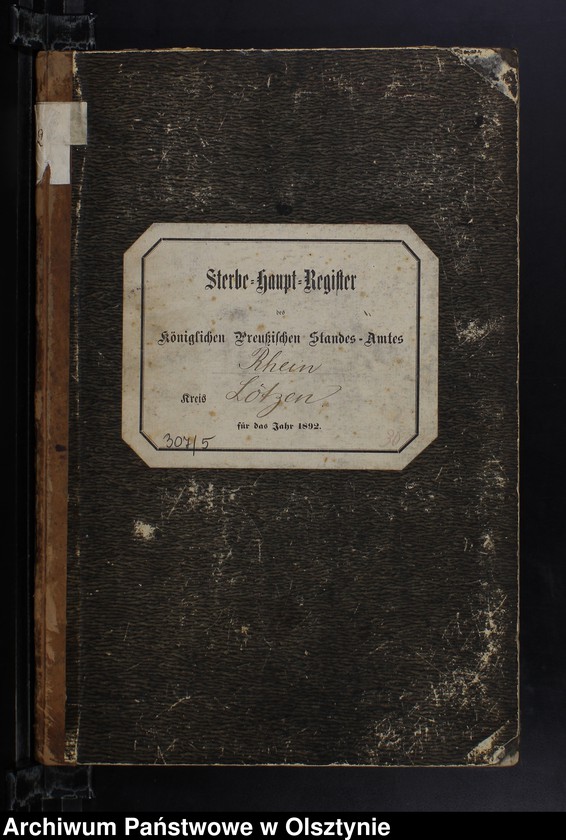 Sterbe-Haupt-Register
des
Königlichen Preußischen Standes-Amtes
Rhein
Kreis Lötzen
für das Jahr 1892.
307/5
Archiwum Państwowe w Olsztynie